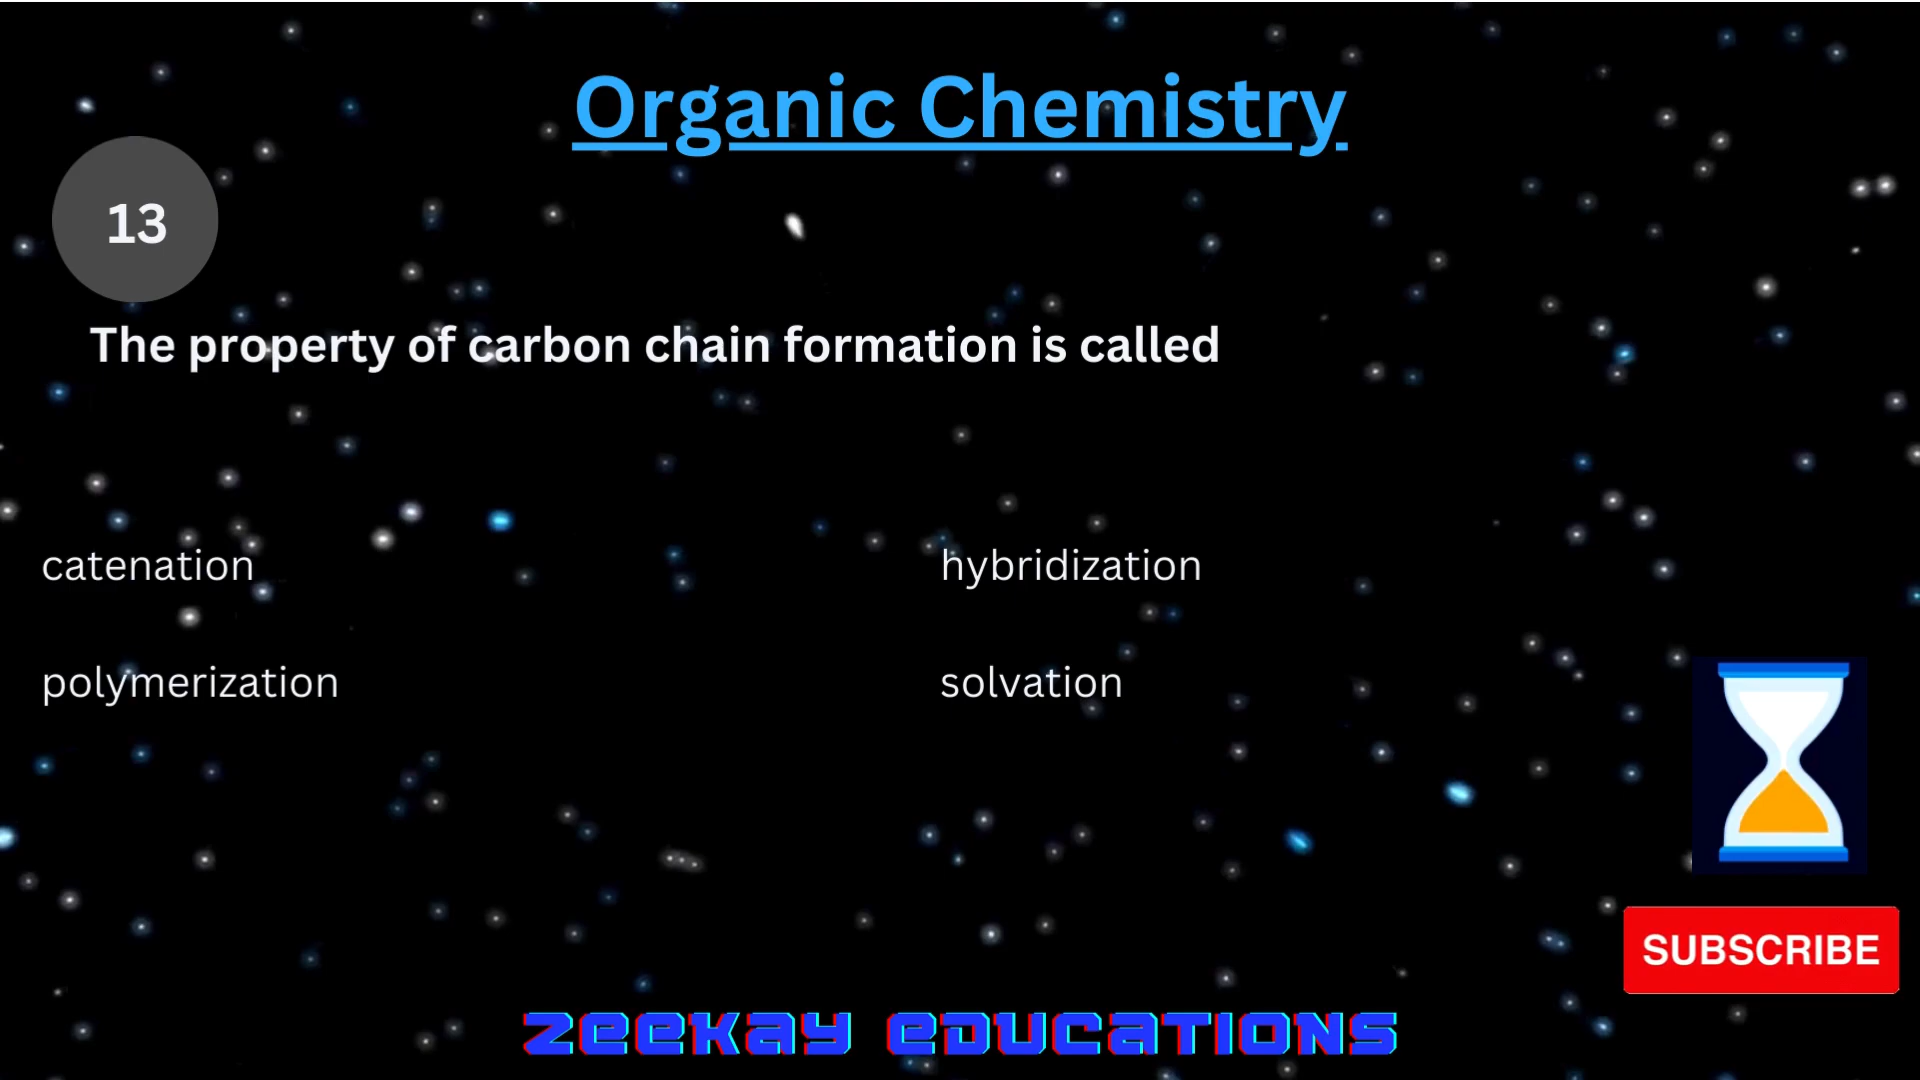 Organic Chemistry
13
The property of carbon chain formation is called
catenation
hybridization
polymerization
solvation
SUBSCRIBE
ZEEKAY EDUCATIONS